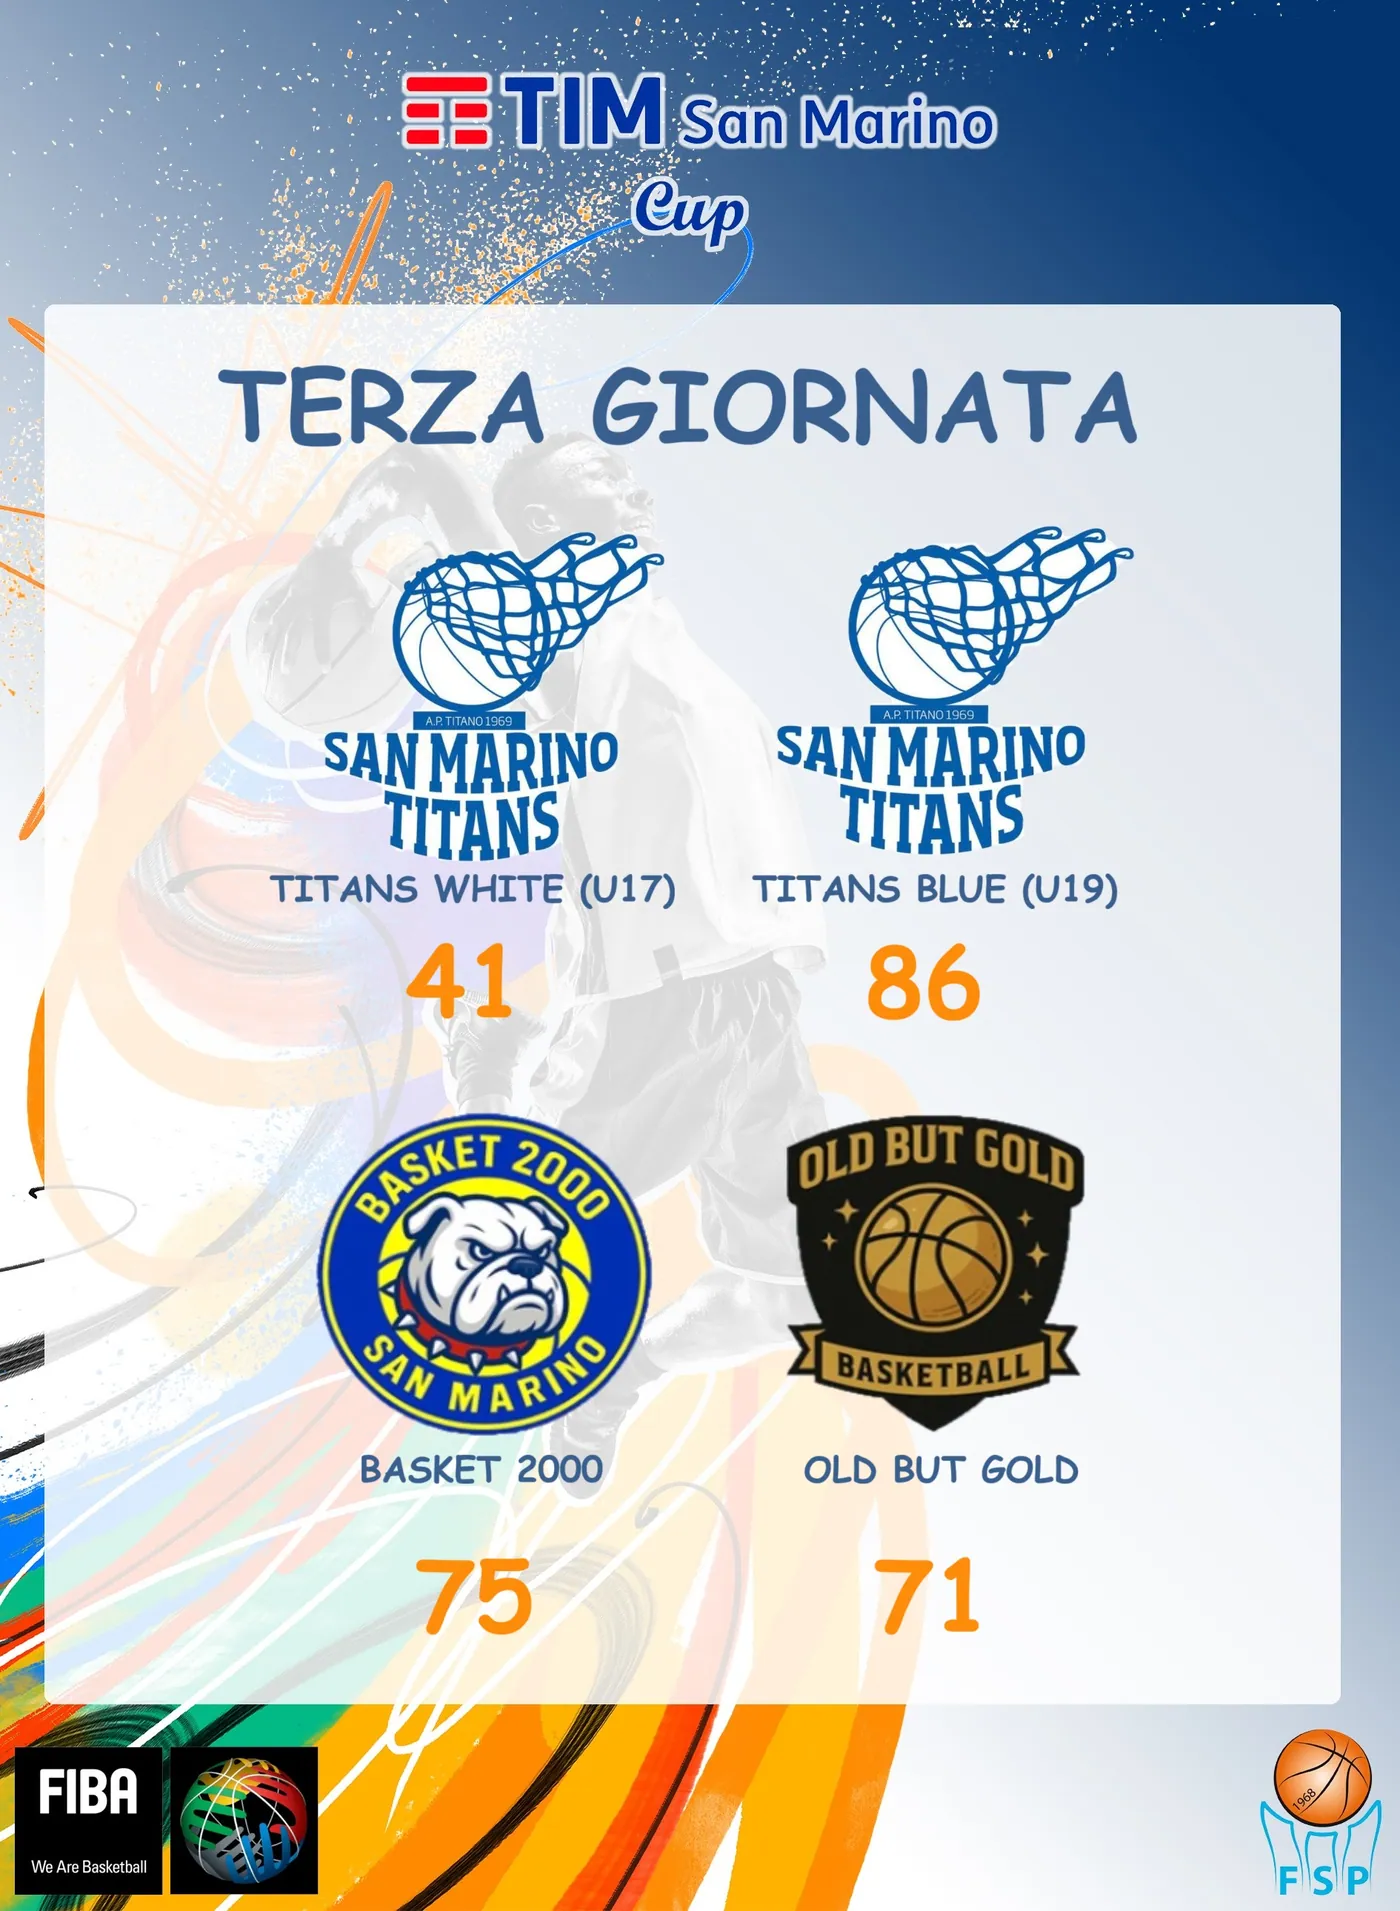 TIM San Marino
Cup
TERZA GIORNATA
A.P. TITANO 1969
SAN MARINO
TITANS
TITANS WHITE (U17)
41
A.P. TITANO 1969
SAN MARINO
TITANS
TITANS BLUE (U19)
86
BASKET 2000
SAN MARINO
BASKET 2000
75
OLD BUT GOLD
BASKETBALL
OLD BUT GOLD
71
FIBA
We Are Basketball
1968
FSP